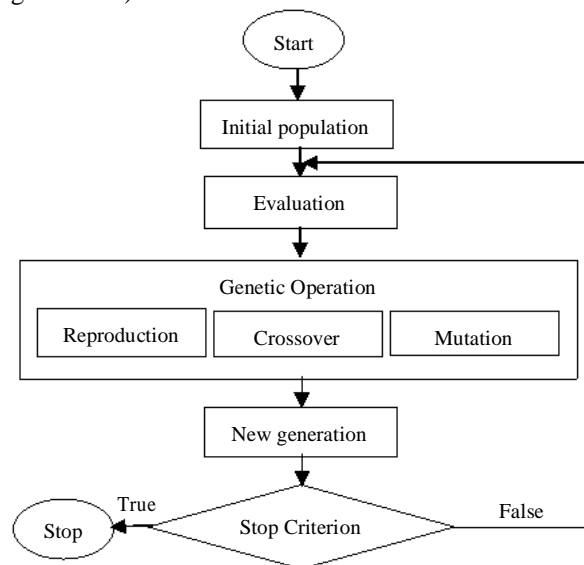 Start
Initial population
Evaluation
Genetic Operation
Reproduction
Crossover
Mutation
New generation
True
False
Stop
Stop Criterion